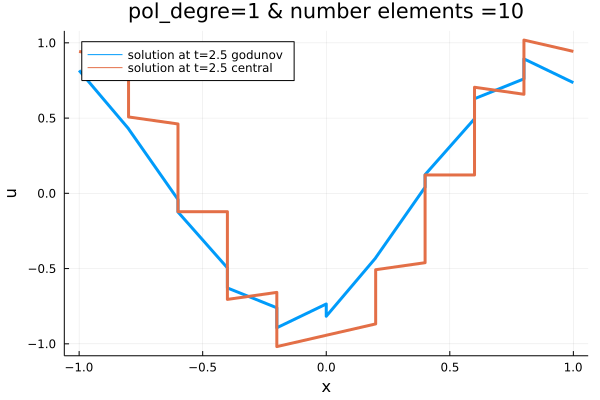 pol_degre=1 & number elements =10
solution at t=2.5 godunov
solution at t=2.5 central
1.0
0.5
0.0
−0.5
−1.0
u
−1.0 −0.5 0.0 0.5 1.0
x